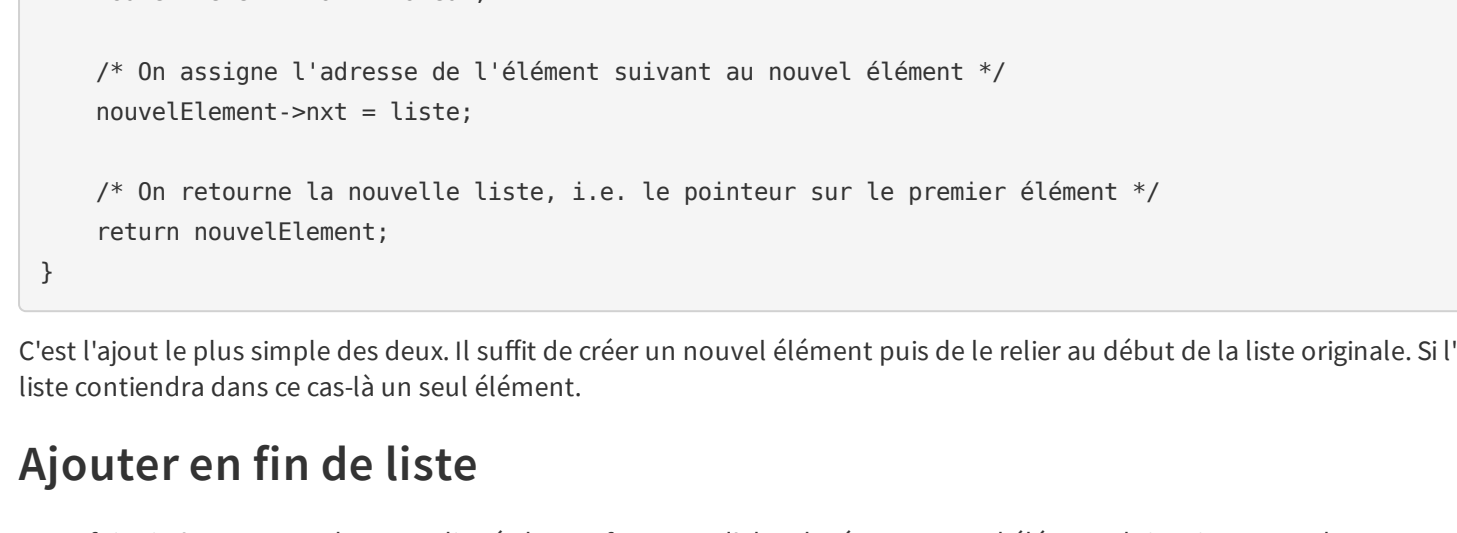 /* On assigne l'adresse de l'élément suivant au nouvel élément */
nouvelElement->nxt = liste;
/* On retourne la nouvelle liste, i.e. le pointeur sur le premier élément */
return nouvelElement;
}
C'est l'ajout le plus simple des deux. Il suffit de créer un nouvel élément puis de le relier au début de la liste originale. Si l'
liste contiendra dans ce cas-là un seul élément.
Ajouter en fin de liste